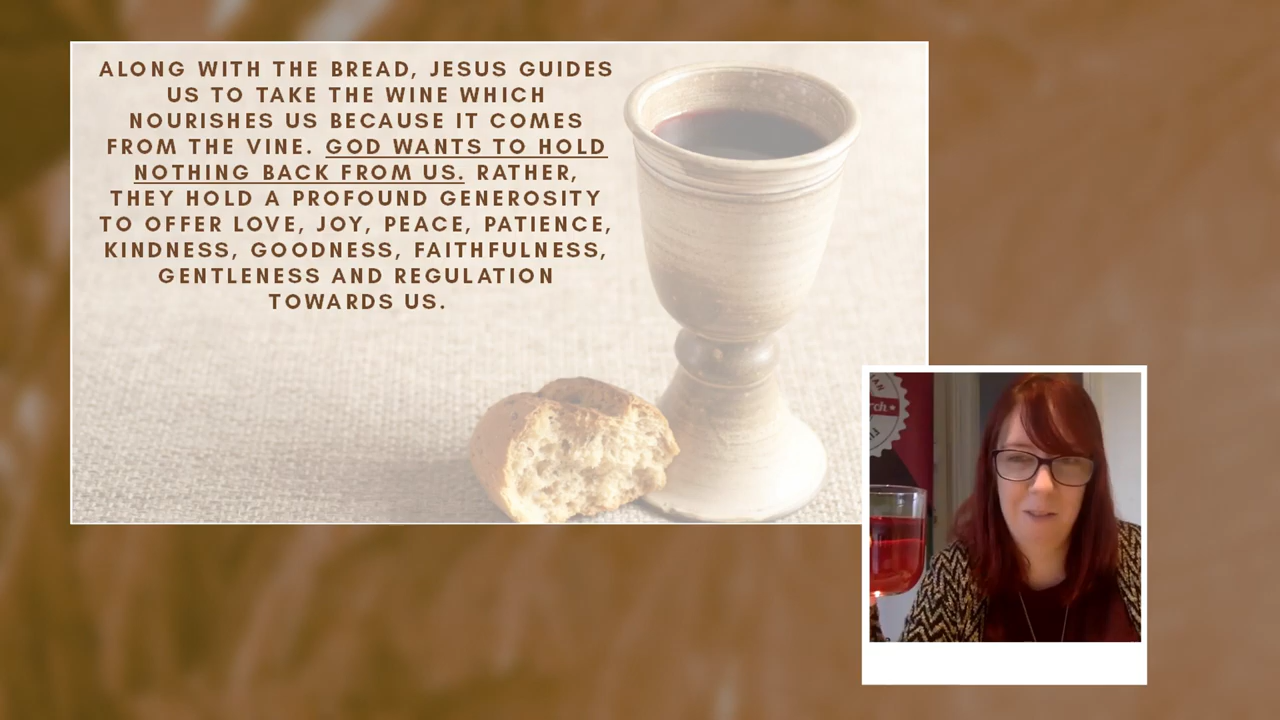 ALONG WITH THE BREAD, JESUS GUIDES
US TO TAKE THE WINE WHICH
NOURISHES US BECAUSE IT COMES
FROM THE VINE. GOD WANTS TO HOLD
NOTHING BACK FROM US. RATHER,
THEY HOLD A PROFOUND GENEROSITY
TO OFFER LOVE, JOY, PEACE, PATIENCE,
KINDNESS, GOODNESS, FAITHFULNESS,
GENTLENESS AND REGULATION
TOWARDS US.